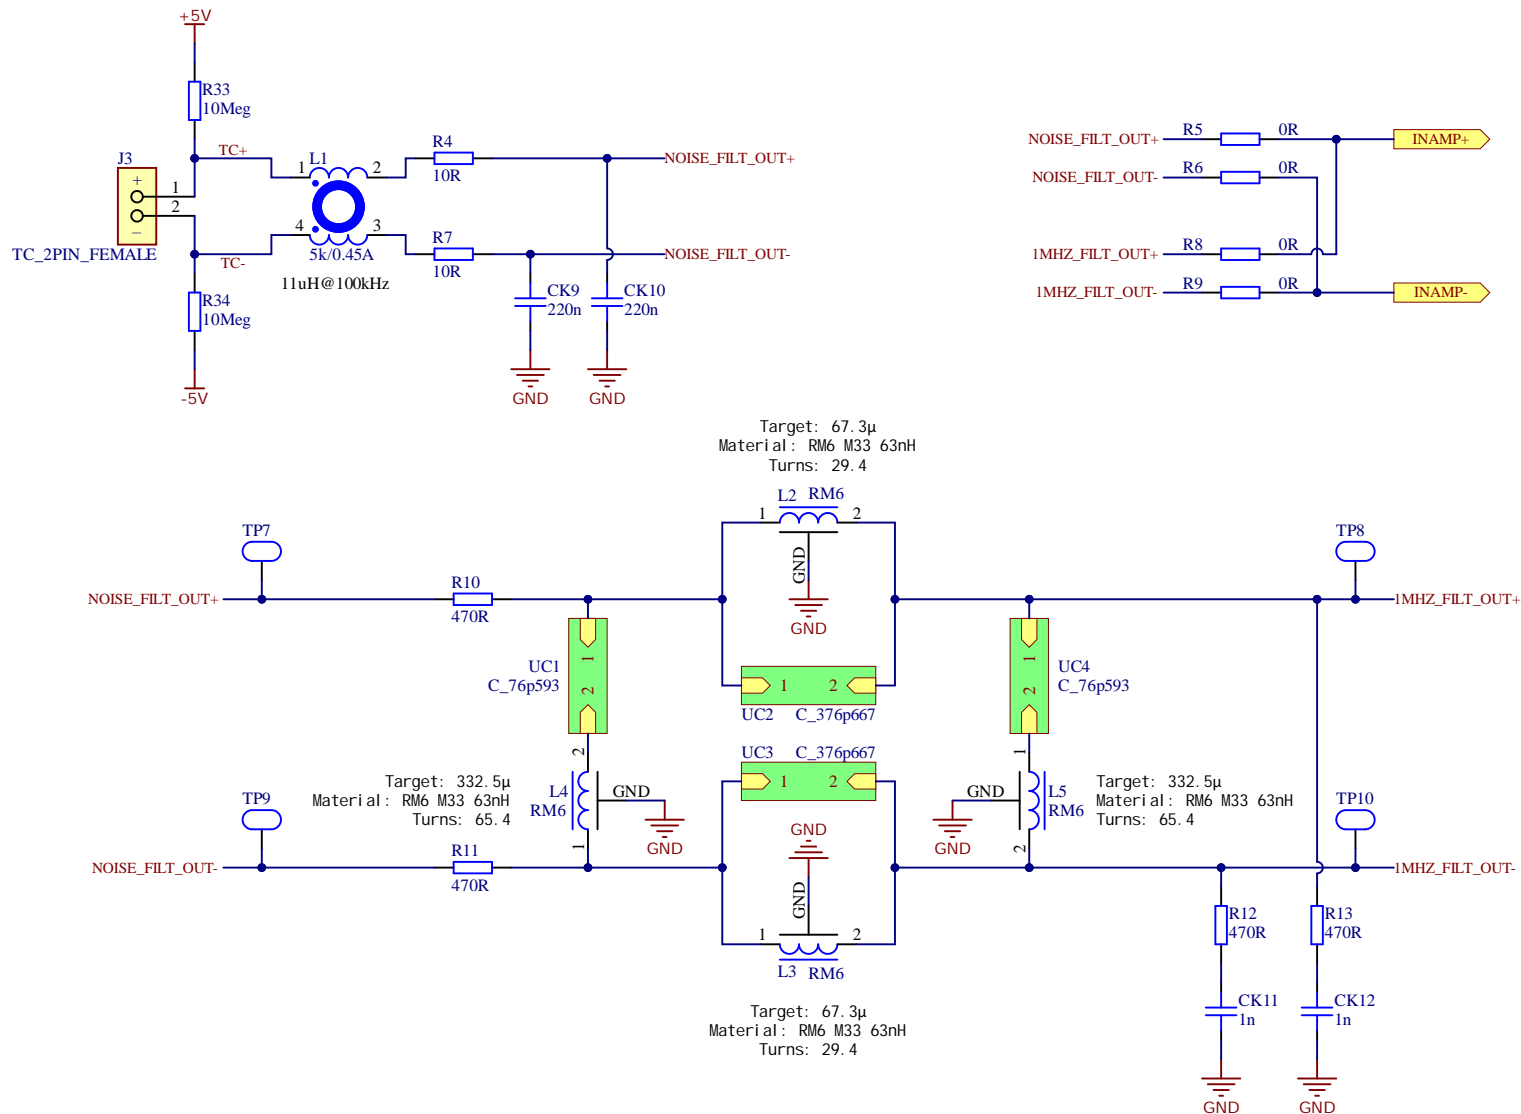 +5V
R33
10Meg
J3
+
1
2
−
TC_2PIN_FEMALE
TC+
TC-
R34
10Meg
-5V
L1
1
2
4
3
5k/0.45A
11uH@100kHz
R4
10R
R7
10R
NOISE_FILT_OUT+
NOISE_FILT_OUT-
CK9
220n
CK10
220n
GND
GND
NOISE_FILT_OUT+
R5
0R
INAMP+
NOISE_FILT_OUT-
R6
0R
1MHZ_FILT_OUT+
R8
0R
1MHZ_FILT_OUT-
R9
0R
INAMP-
Target: 67.3µ
Material: RM6 M33 63nH
Turns: 29.4
L2 RM6
1
2
GND
GND
TP7
NOISE_FILT_OUT+
R10
470R
TP8
1MHZ_FILT_OUT+
UC1
C_76p593
1
2
UC2 C_376p667
1
2
UC4
C_76p593
1
2
UC3 C_376p667
1
2
Target: 332.5µ
Material: RM6 M33 63nH
Turns: 65.4
L4
RM6
2
1
GND
GND
GND
GND
L5
RM6
1
2
Target: 332.5µ
Material: RM6 M33 63nH
Turns: 65.4
TP9
NOISE_FILT_OUT-
R11
470R
TP10
1MHZ_FILT_OUT-
GND
GND
1
2
L3 RM6
Target: 67.3µ
Material: RM6 M33 63nH
Turns: 29.4
R12
470R
R13
470R
CK11
1n
CK12
1n
GND
GND